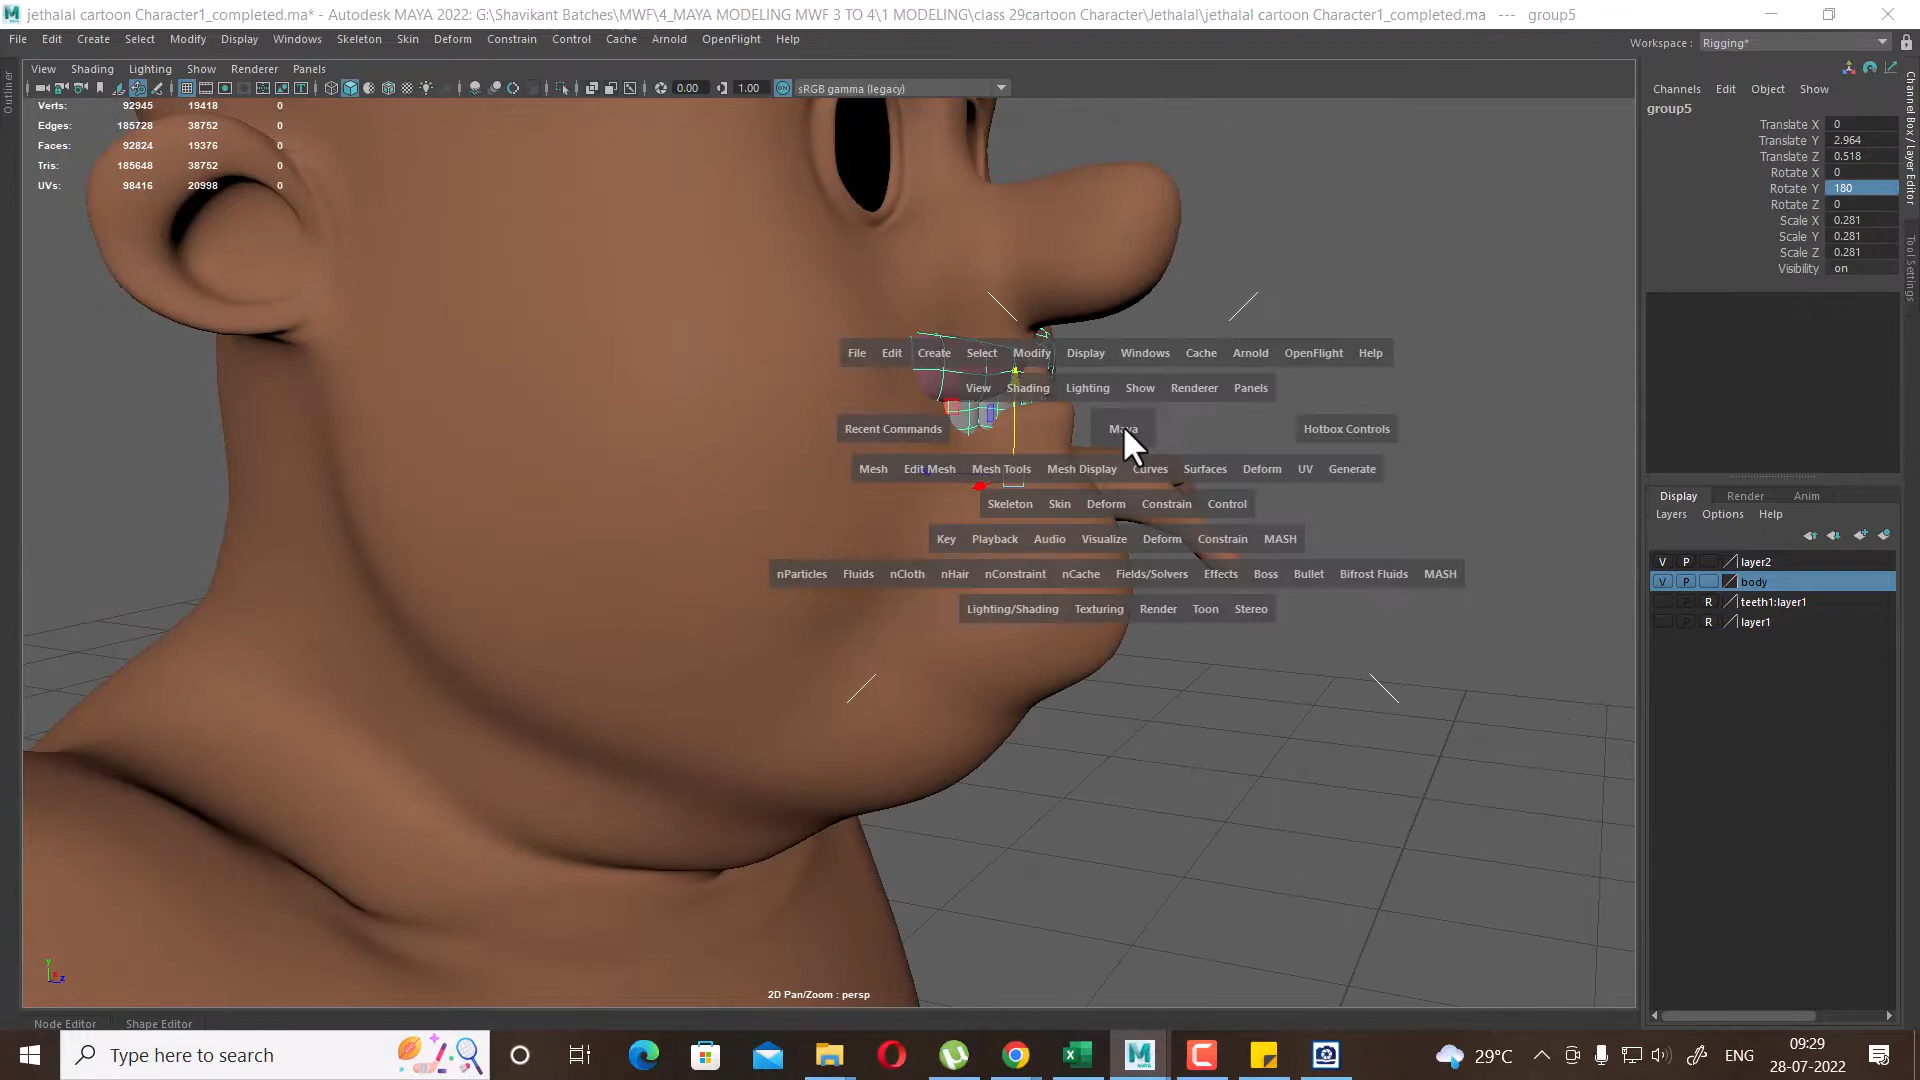 jethalal cartoon Character1_completed.ma* - Autodesk MAYA 2022: G:\Shavikant Batches\MWF\4_MAYA MODELING MWF 3 TO 4\1 MODELING\class 29cartoon Character\Jethalal\jethalal cartoon Character1_completed.ma --- group5
File Edit Create Select Modify Display Windows Skeleton Skin Deform Constrain Control Cache Arnold OpenFlight Help
Workspace : Rigging*
View Shading Lighting Show Renderer Panels
0.00 1.00 sRGB gamma (legacy)
Outliner
Verts: 92945 19418 0
Edges: 185728 38752 0
Faces: 92824 19376 0
Tris: 185648 38752 0
UVs: 98416 20998 0
Channels Edit Object Show
group5
Translate X 0
Translate Y 2.964
Translate Z 0.518
Rotate X 0
Rotate Y 180
Rotate Z 0
Scale X 0.281
Scale Y 0.281
Scale Z 0.281
Visibility on
Channel Box / Layer Editor
Tool Settings
File Edit Create Select Modify Display Windows Cache Arnold OpenFlight Help
View Shading Lighting Show Renderer Panels
Recent Commands Maya Hotbox Controls
Mesh Edit Mesh Mesh Tools Mesh Display Curves Surfaces Deform UV Generate
Skeleton Skin Deform Constrain Control
Key Playback Audio Visualize Deform Constrain MASH
nParticles Fluids nCloth nHair nConstraint nCache Fields/Solvers Effects Boss Bullet Bifrost Fluids MASH
Lighting/Shading Texturing Render Toon Stereo
Display Render Anim
Layers Options Help
V P layer2
V P body
P R teeth1:layer1
P R layer1
y
z
2D Pan/Zoom : persp
Node Editor Shape Editor
Type here to search
MAYA
29°C ENG
09:29
28-07-2022